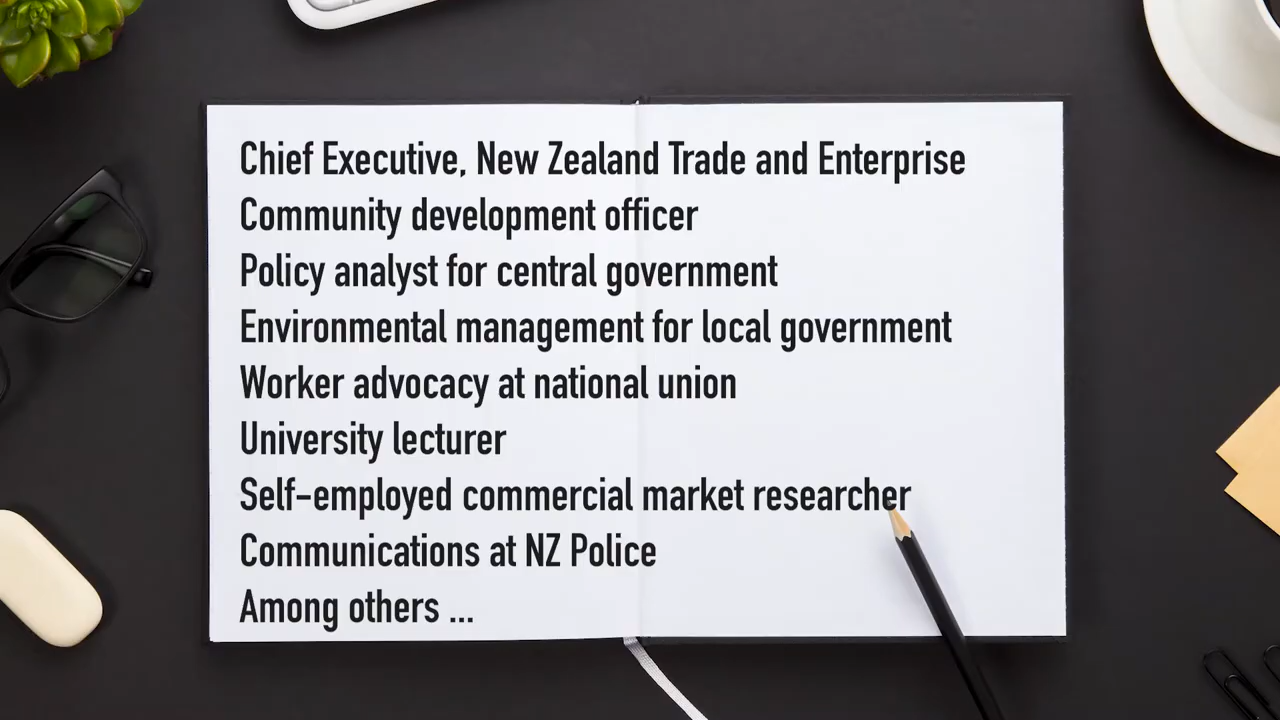 Chief Executive, New Zealand Trade and Enterprise
Community development officer
Policy analyst for central government
Environmental management for local government
Worker advocacy at national union
University lecturer
Self-employed commercial market researcher
Communications at NZ Police
Among others ...